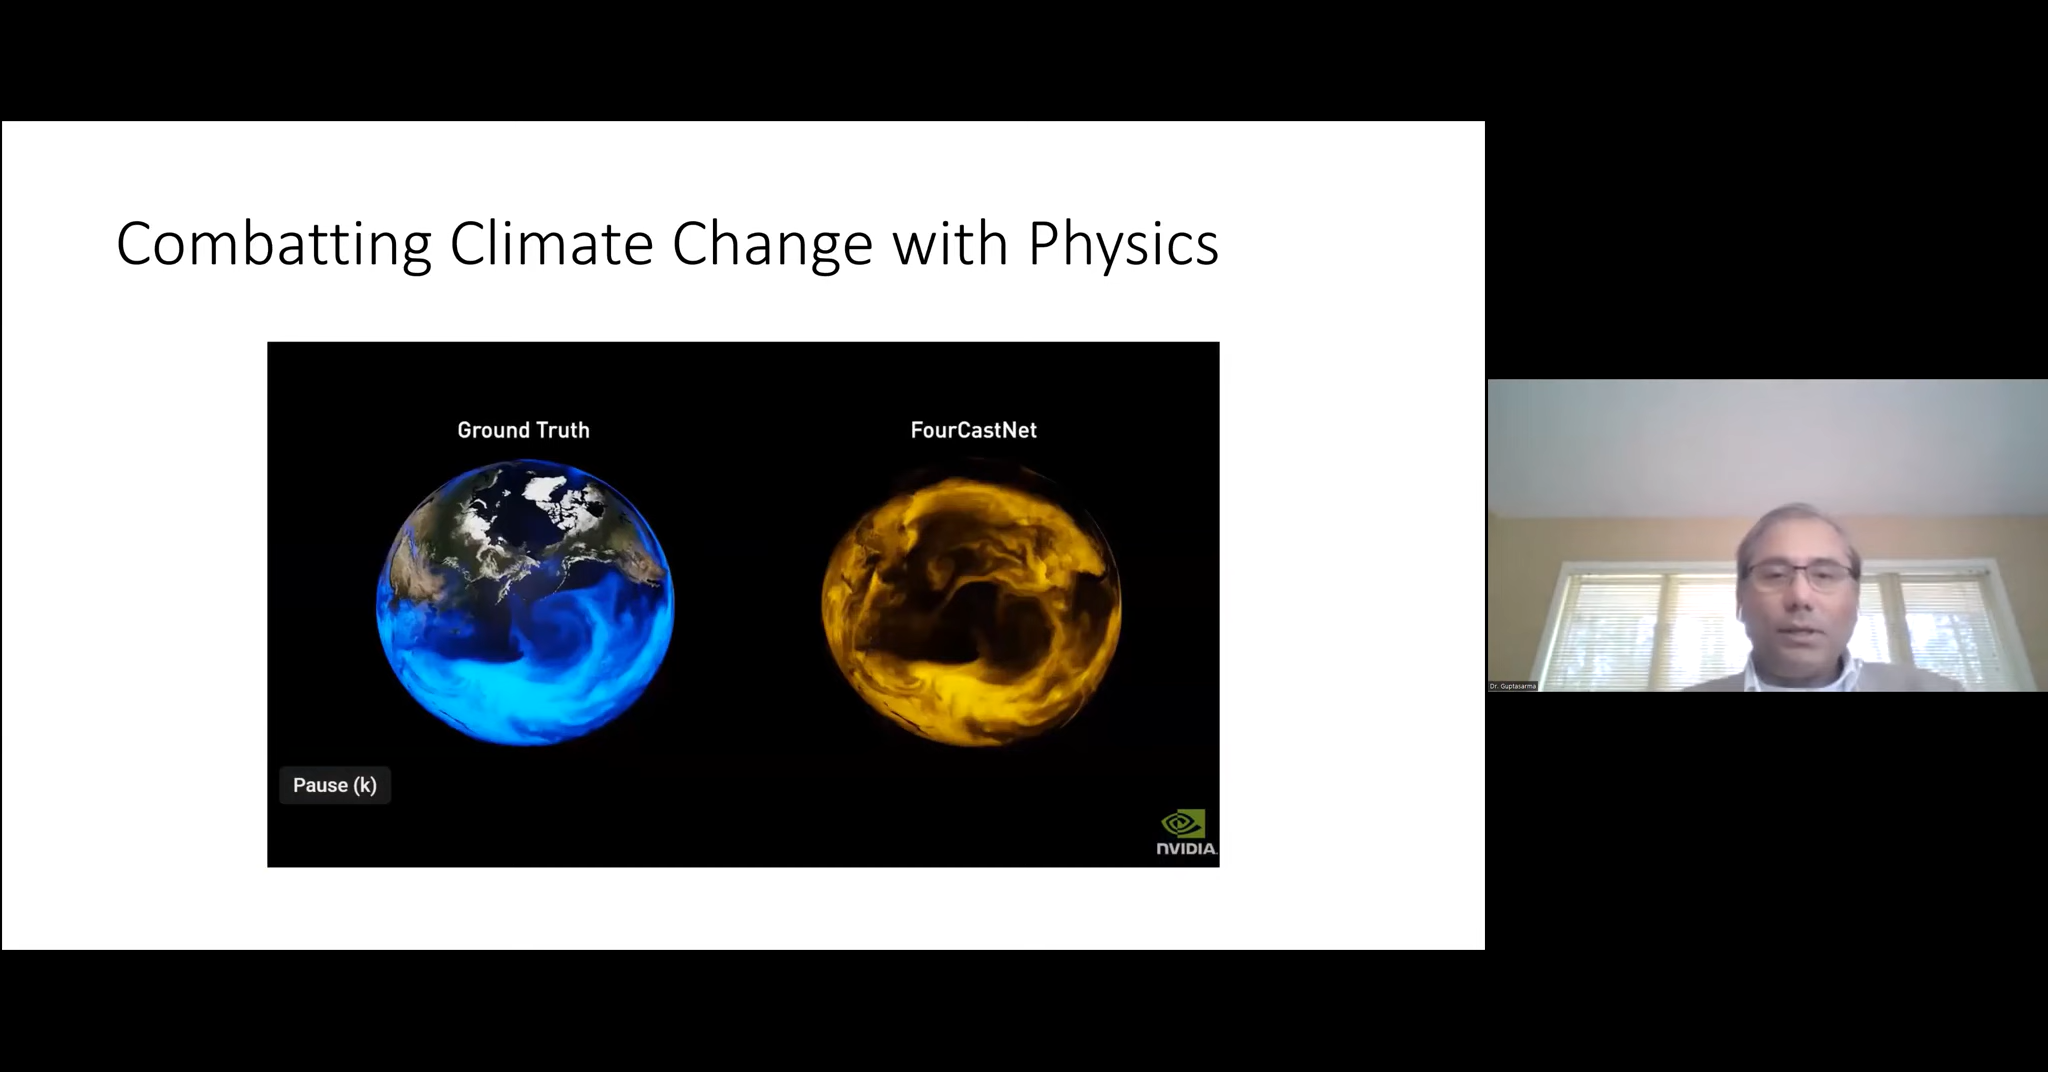 Combatting Climate Change with Physics
Ground Truth
FourCastNet
Pause (k)
NVIDIA.
Dr. Guptasarma